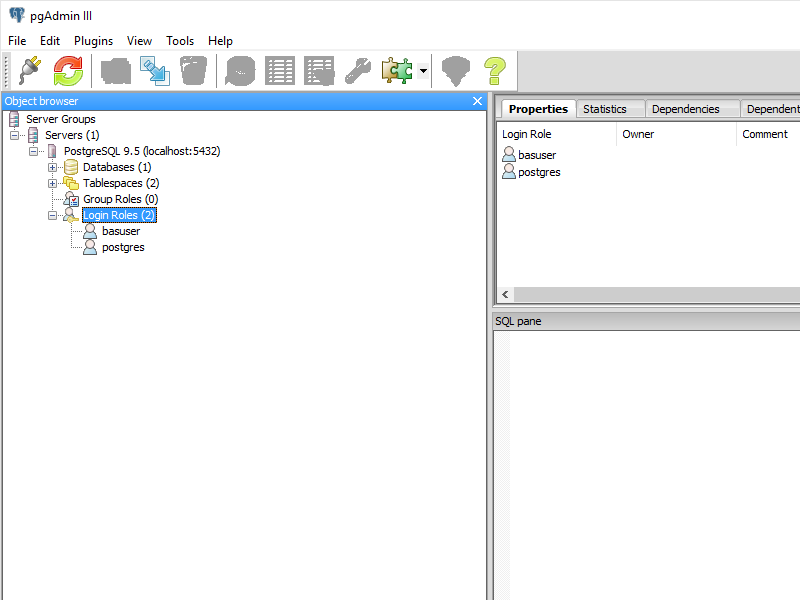 pgAdmin III
File Edit Plugins View Tools Help
Object browser
Server Groups
Servers (1)
PostgreSQL 9.5 (localhost:5432)
Databases (1)
Tablespaces (2)
Group Roles (0)
Login Roles (2)
basuser
postgres
Properties Statistics Dependencies Dependent
Login Role Owner Comment
basuser
postgres
SQL pane